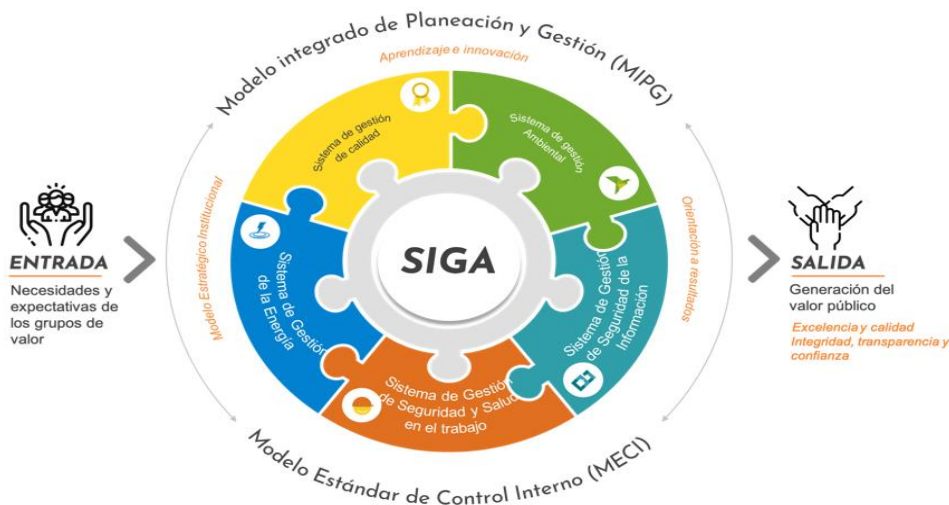 Modelo integrado de Planeación y Gestión (MIPG)
Aprendizaje e innovación
Sistema de gestión
de calidad
Sistema de gestión
Ambiental
Modelo Estratégico Institucional
Orientación a resultados
ENTRADA
Necesidades y
expectativas de
los grupos de
valor
SIGA
SALIDA
Generación del
valor público
Excelencia y calidad
Integridad, transparencia y
confianza
Sistema de Gestión
de la Energía
Sistema de Gestión
de Seguridad de la
Información
Sistema de Gestión
de Seguridad y Salud
en el trabajo
Modelo Estándar de Control Interno (MECI)